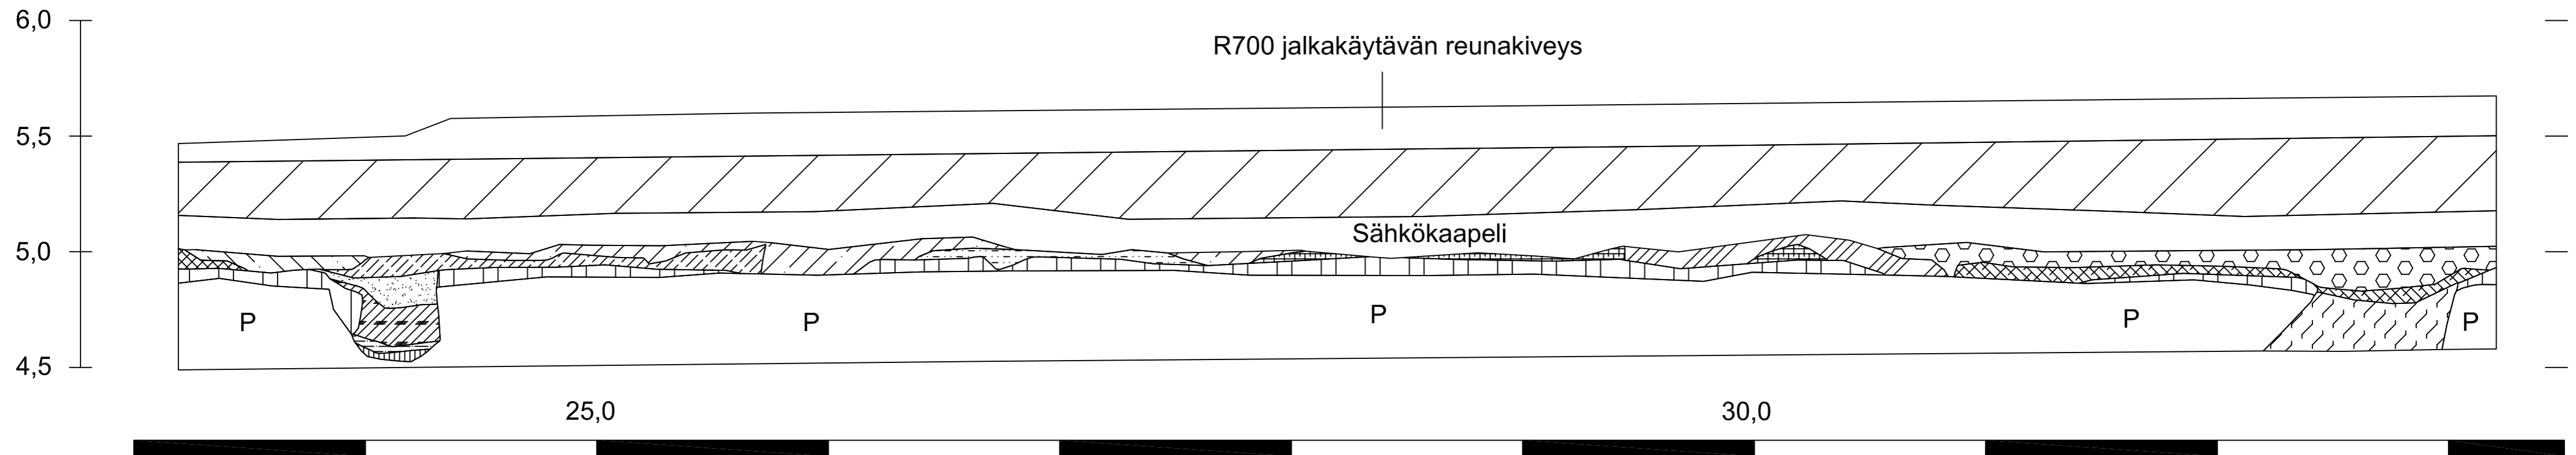 6,0
R700 jalkakäytävän reunakiveys
5,5
5,0
Sähkökaapeli
P P P P P
4,5
25,0 30,0